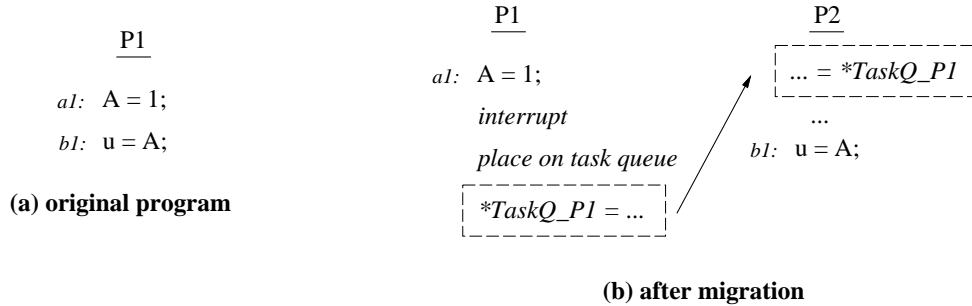 P1
a1: A = 1;
b1: u = A;
(a) original program
P1
a1: A = 1;
interrupt
place on task queue
*TaskQ_P1 = ...
P2
... = *TaskQ_P1
...
b1: u = A;
(b) after migration